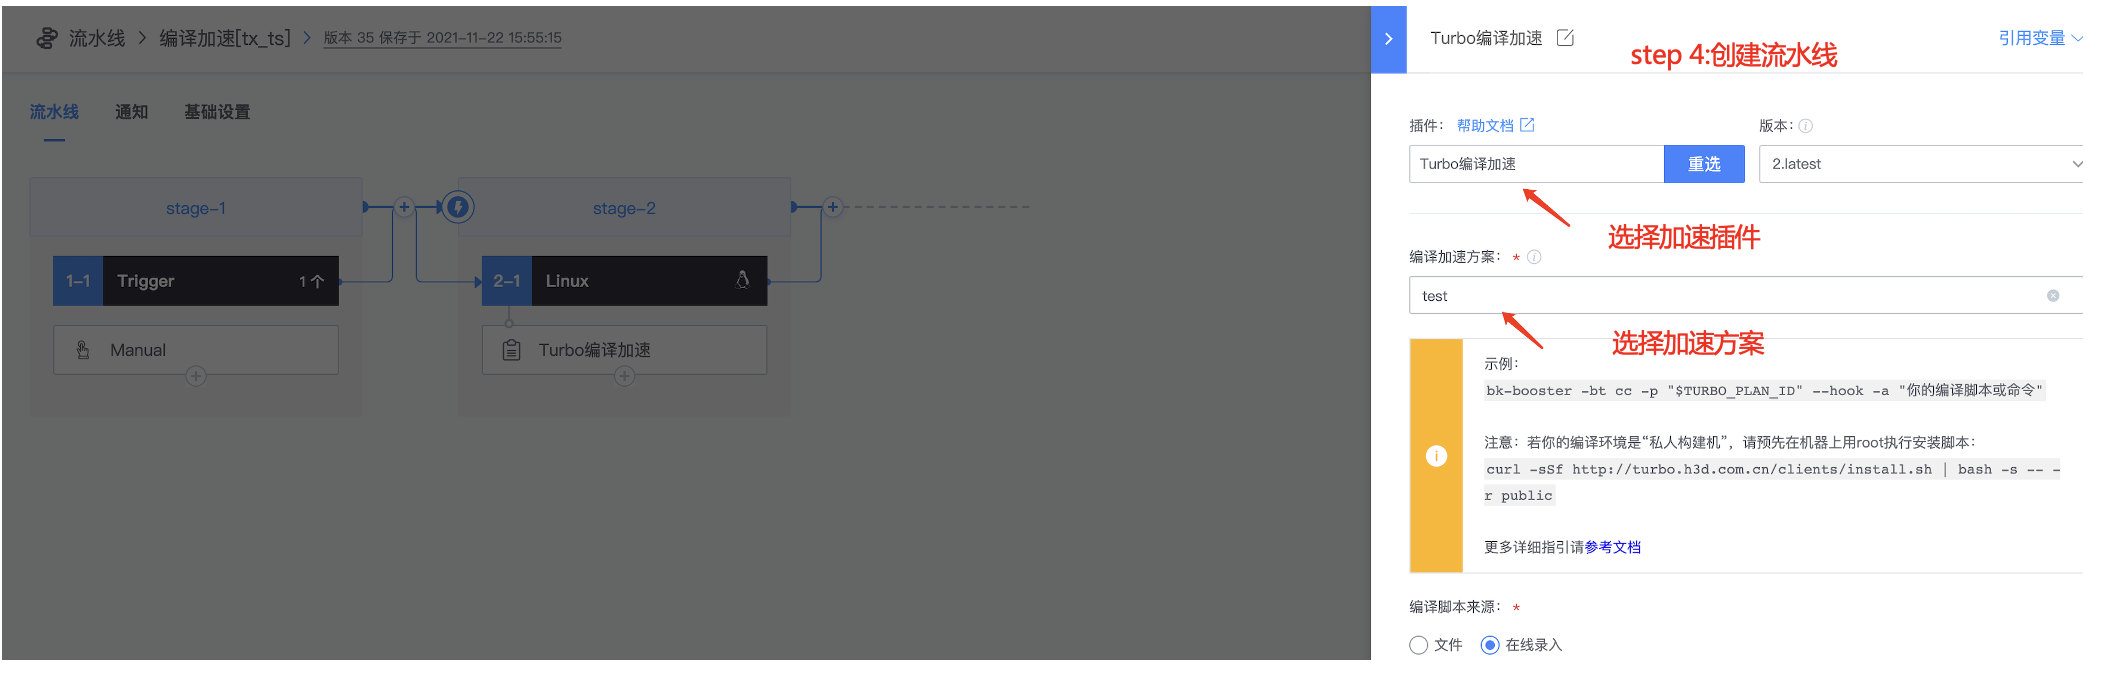 流水线 > 编译加速[tx_ts] > 版本 35 保存于 2021-11-22 15:55:15
流水线 通知 基础设置
stage-1
stage-2
1-1 Trigger 1个
2-1 Linux
Manual
Turbo编译加速
Turbo编译加速
step 4:创建流水线
引用变量
插件： 帮助文档
版本：
Turbo编译加速 重选
2.latest
选择加速插件
编译加速方案： *
test
选择加速方案
示例：
bk-booster -bt cc -p "$TURBO_PLAN_ID" --hook -a "你的编译脚本或命令"
注意：若你的编译环境是“私人构建机”，请预先在机器上用root执行安装脚本：
curl -sSf http://turbo.h3d.com.cn/clients/install.sh | bash -s -- -
r public
更多详细指引请参考文档
编译脚本来源： *
文件 在线录入